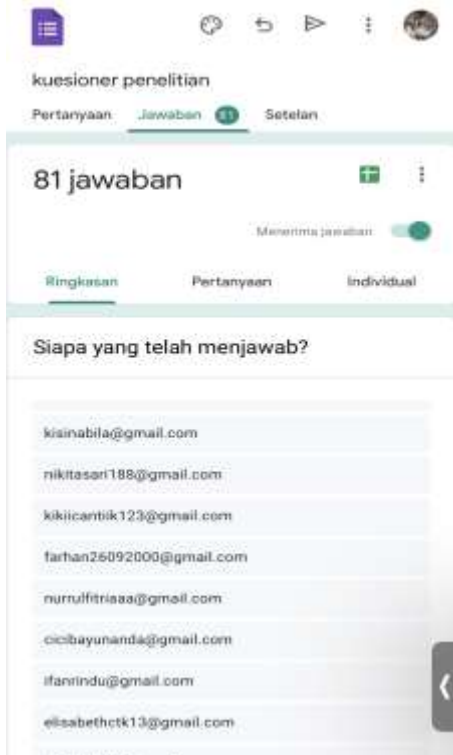 kuesioner penelitian
Pertanyaan Jawaban 81 Setelan
81 jawaban
Menerima jawaban
Ringkasan Pertanyaan Individual
Siapa yang telah menjawab?
kisinabila@gmail.com
nikitasari188@gmail.com
kikiicantiik123@gmail.com
farhan26092000@gmail.com
nurrulfitriaaa@gmail.com
cicibayunanda@gmail.com
ifanrindu@gmail.com
elisabethctk13@gmail.com